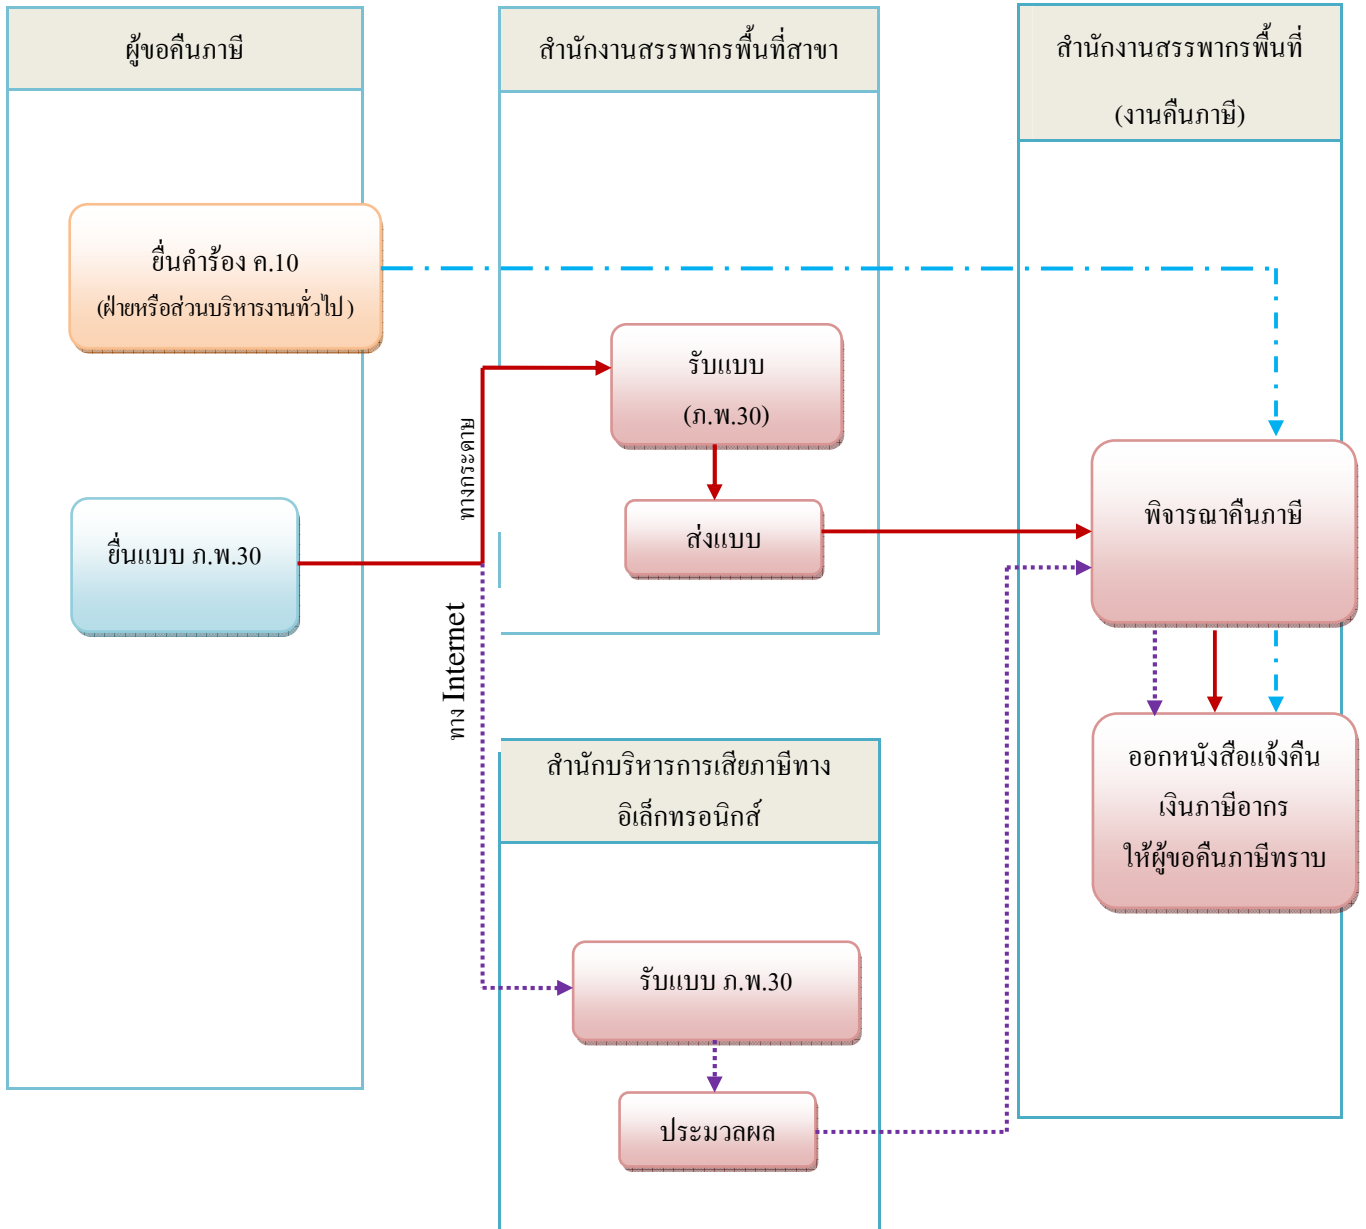 ผู้ขอคืนภาษี
ยื่นคำร้อง ค.10
(ฝ่ายหรือส่วนบริหารงานทั่วไป)
ยื่นแบบ ภ.พ.30
ทางกระดาษ
ทาง Internet
สำนักงานสรรพากรพื้นที่สาขา
รับแบบ
(ภ.พ.30)
ส่งแบบ
สำนักบริหารการเสียภาษีทาง
อิเล็กทรอนิกส์
รับแบบ ภ.พ.30
ประมวลผล
สำนักงานสรรพากรพื้นที่
(งานคืนภาษี)
พิจารณาคืนภาษี
ออกหนังสือแจ้งคืน
เงินภาษีอากร
ให้ผู้ขอคืนภาษีทราบ